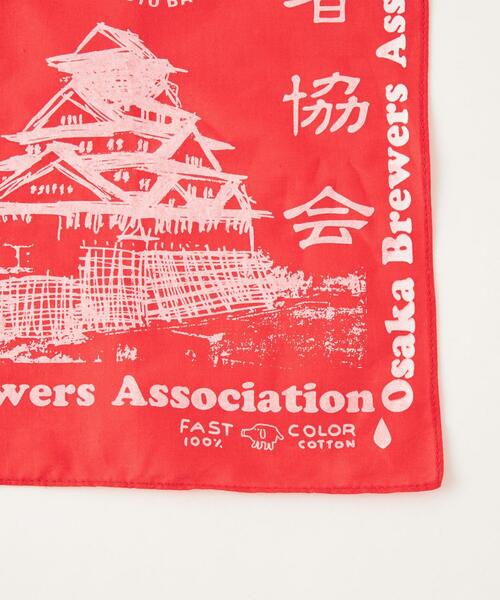 者
協
会
Osaka Brewers Ass
wers Association
FAST COLOR
100% COTTON